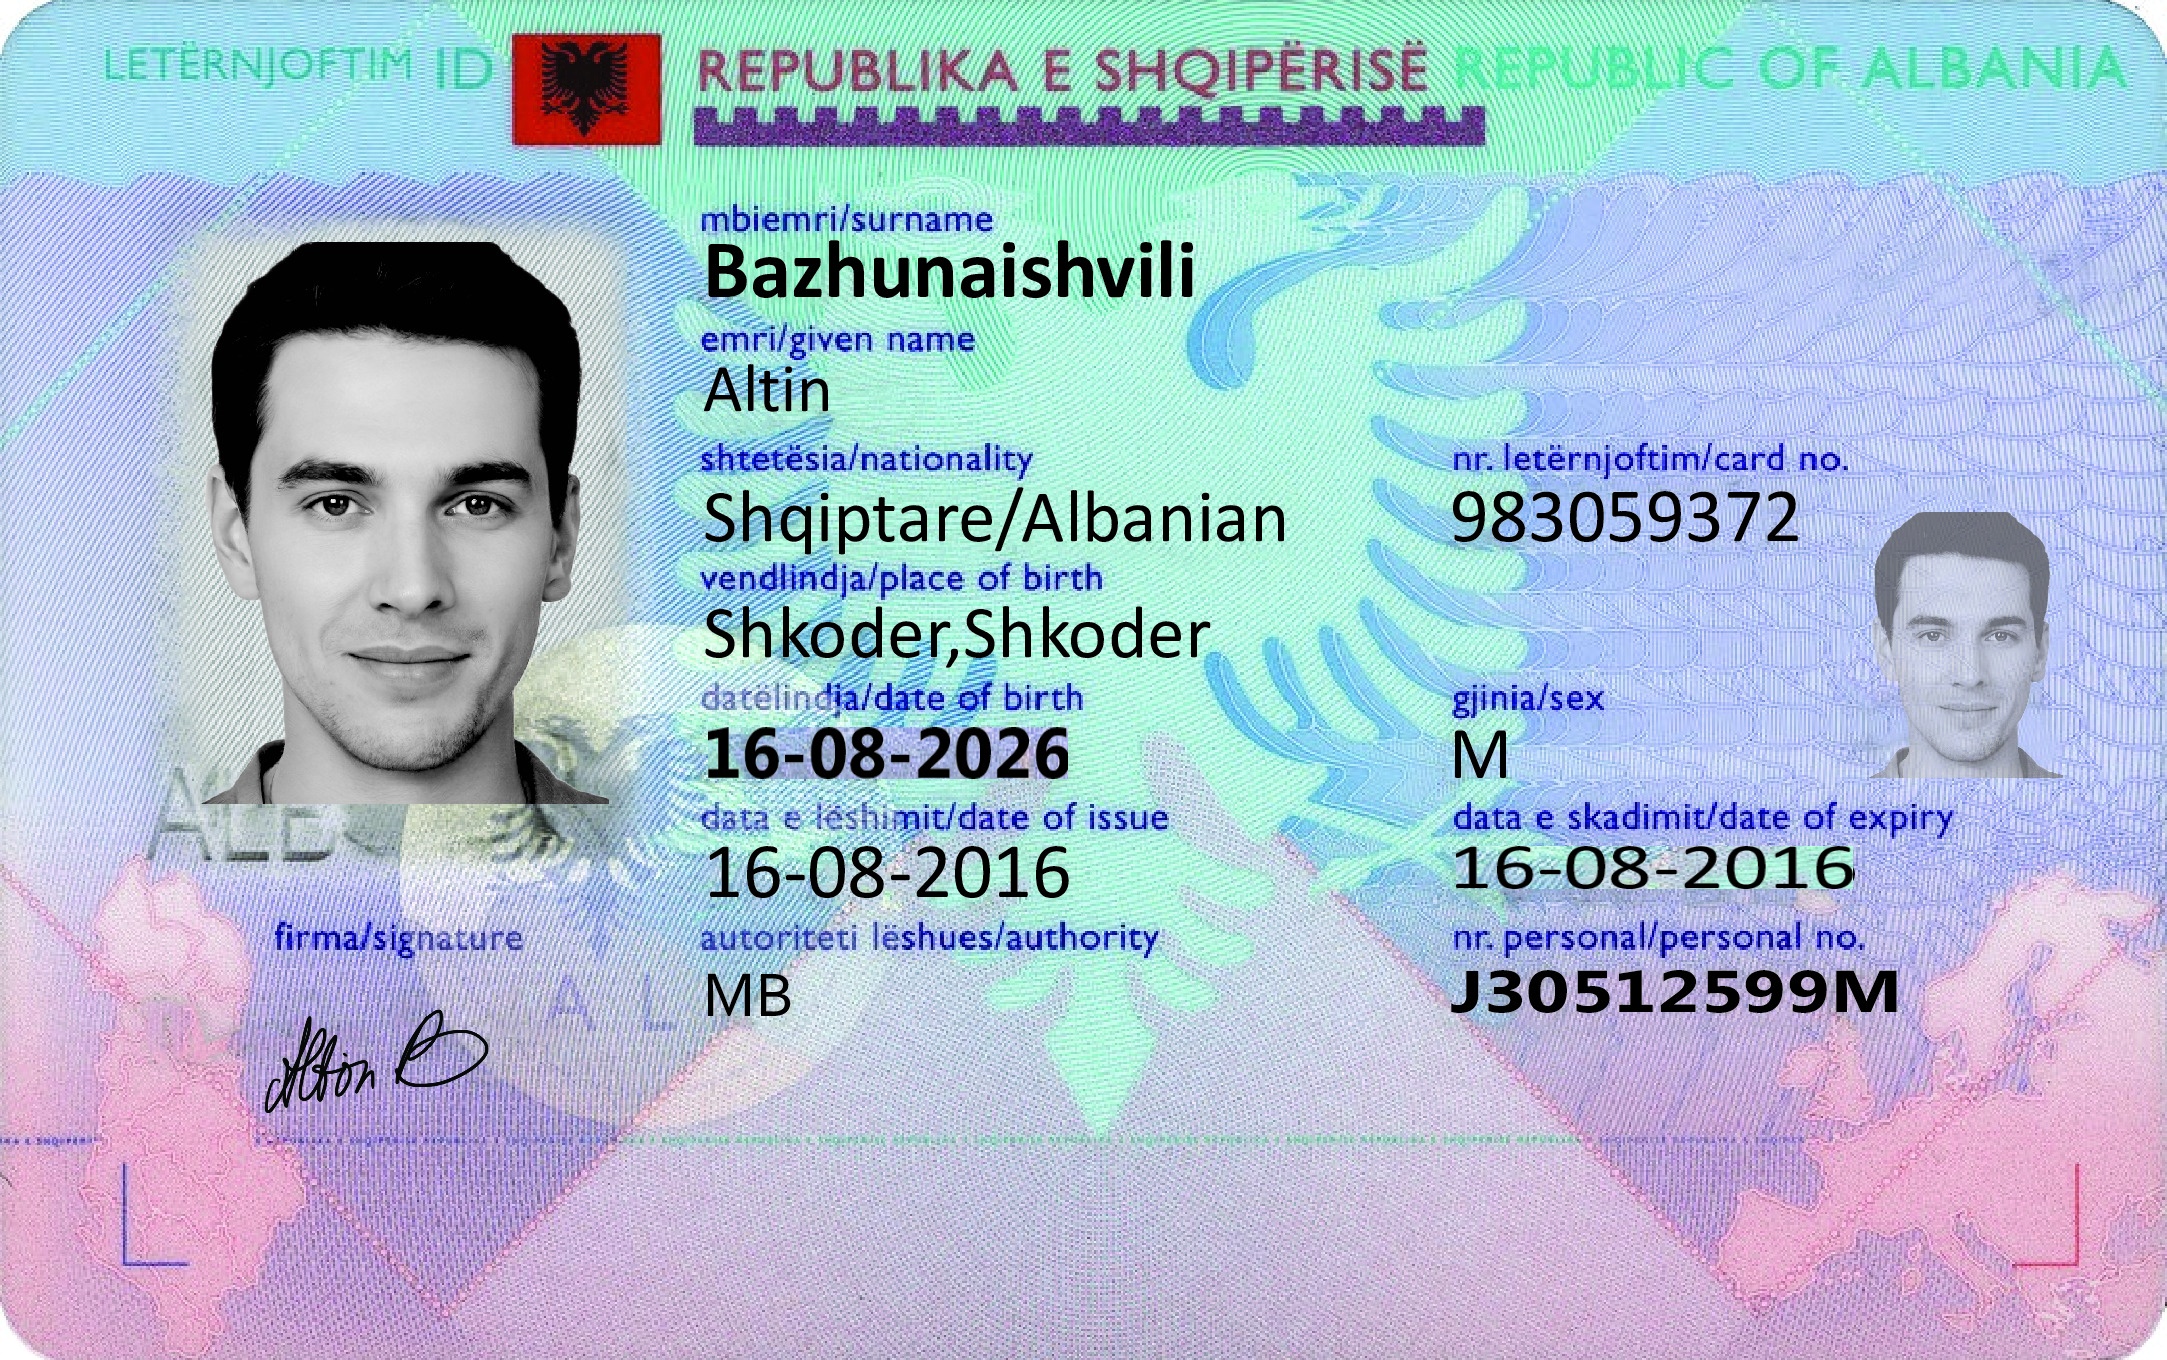 LETËRNJOFTIM ID REPUBLIKA E SHQIPËRISË REPUBLIC OF ALBANIA
mbiemri/surname
Bazhunaishvili
emri/given name
Altin
shtetësia/nationality
Shqiptare/Albanian
nr. letërnjoftim/card no.
983059372
vendlindja/place of birth
Shkoder,Shkoder
datëlindja/date of birth
16-08-2026
gjinia/sex
M
data e lëshimit/date of issue
16-08-2016
data e skadimit/date of expiry
16-08-2016
autoriteti lëshues/authority
MB
nr. personal/personal no.
J30512599M
ALB
firma/signature
Altin B
A L